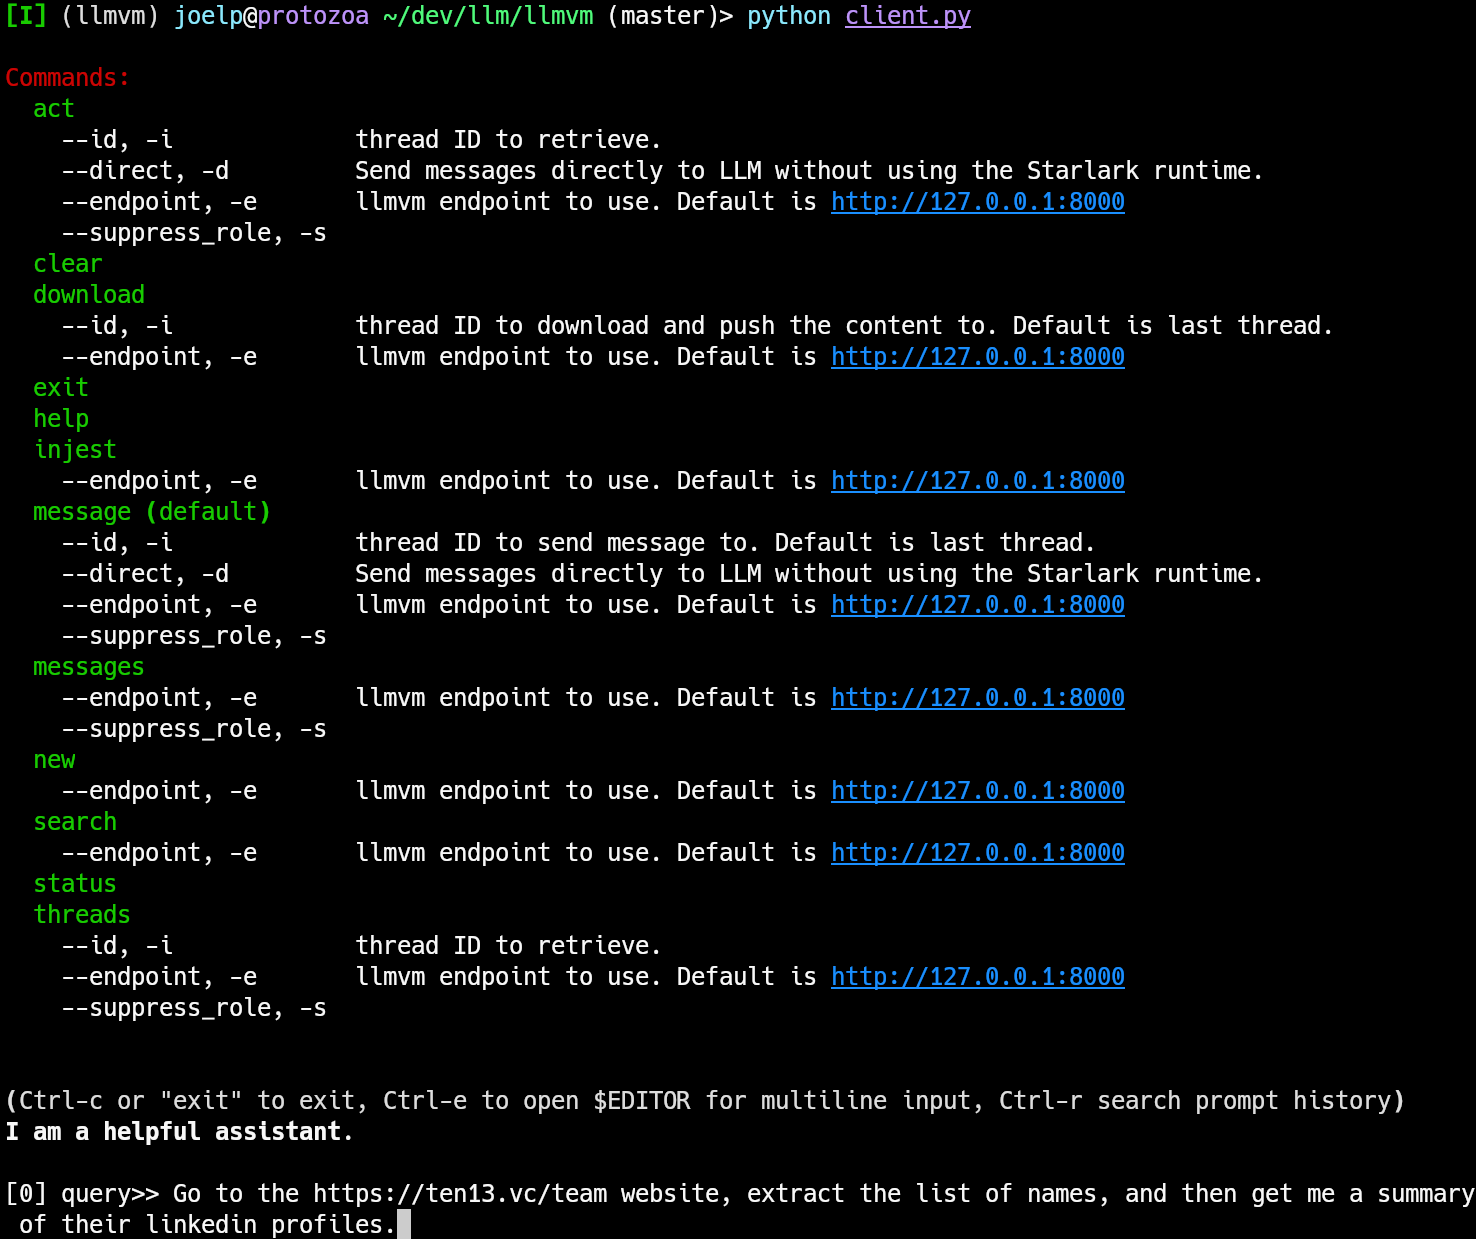 [I] (llmvm) joelp@protozoa ~/dev/llm/llmvm (master)> python client.py
Commands:
act
--id, -i thread ID to retrieve.
--direct, -d Send messages directly to LLM without using the Starlark runtime.
--endpoint, -e llmvm endpoint to use. Default is http://127.0.0.1:8000
--suppress_role, -s
clear
download
--id, -i thread ID to download and push the content to. Default is last thread.
--endpoint, -e llmvm endpoint to use. Default is http://127.0.0.1:8000
exit
help
injest
--endpoint, -e llmvm endpoint to use. Default is http://127.0.0.1:8000
message (default)
--id, -i thread ID to send message to. Default is last thread.
--direct, -d Send messages directly to LLM without using the Starlark runtime.
--endpoint, -e llmvm endpoint to use. Default is http://127.0.0.1:8000
--suppress_role, -s
messages
--endpoint, -e llmvm endpoint to use. Default is http://127.0.0.1:8000
--suppress_role, -s
new
--endpoint, -e llmvm endpoint to use. Default is http://127.0.0.1:8000
search
--endpoint, -e llmvm endpoint to use. Default is http://127.0.0.1:8000
status
threads
--id, -i thread ID to retrieve.
--endpoint, -e llmvm endpoint to use. Default is http://127.0.0.1:8000
--suppress_role, -s
(Ctrl-c or "exit" to exit, Ctrl-e to open $EDITOR for multiline input, Ctrl-r search prompt history)
I am a helpful assistant.
[0] query>> Go to the https://ten13.vc/team website, extract the list of names, and then get me a summary
of their linkedin profiles.